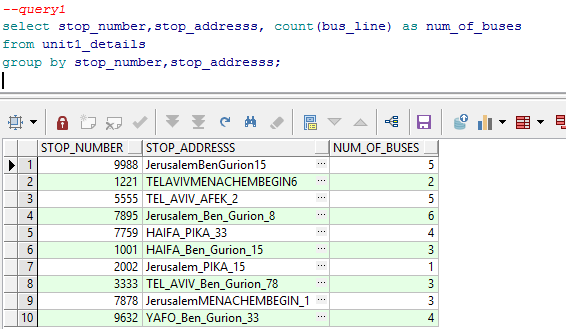 --query1
select stop_number,stop_addresss, count(bus_line) as num_of_buses
from unit1_details
group by stop_number,stop_addresss;
STOP_NUMBER STOP_ADDRESSS NUM_OF_BUSES
1 9988 JerusalemBenGurion15 ... 5
2 1221 TELAVIVMENACHEMBEGIN6 ... 2
3 5555 TEL_AVIV_AFEK_2 ... 5
4 7895 Jerusalem_Ben_Gurion_8 ... 6
5 7759 HAIFA_PIKA_33 ... 4
6 1001 HAIFA_Ben_Gurion_15 ... 3
7 2002 Jerusalem_PIKA_15 ... 1
8 3333 TEL_AVIV_Ben_Gurion_78 ... 3
9 7878 JerusalemMENACHEMBEGIN_1 ... 3
10 9632 YAFO_Ben_Gurion_33 ... 4